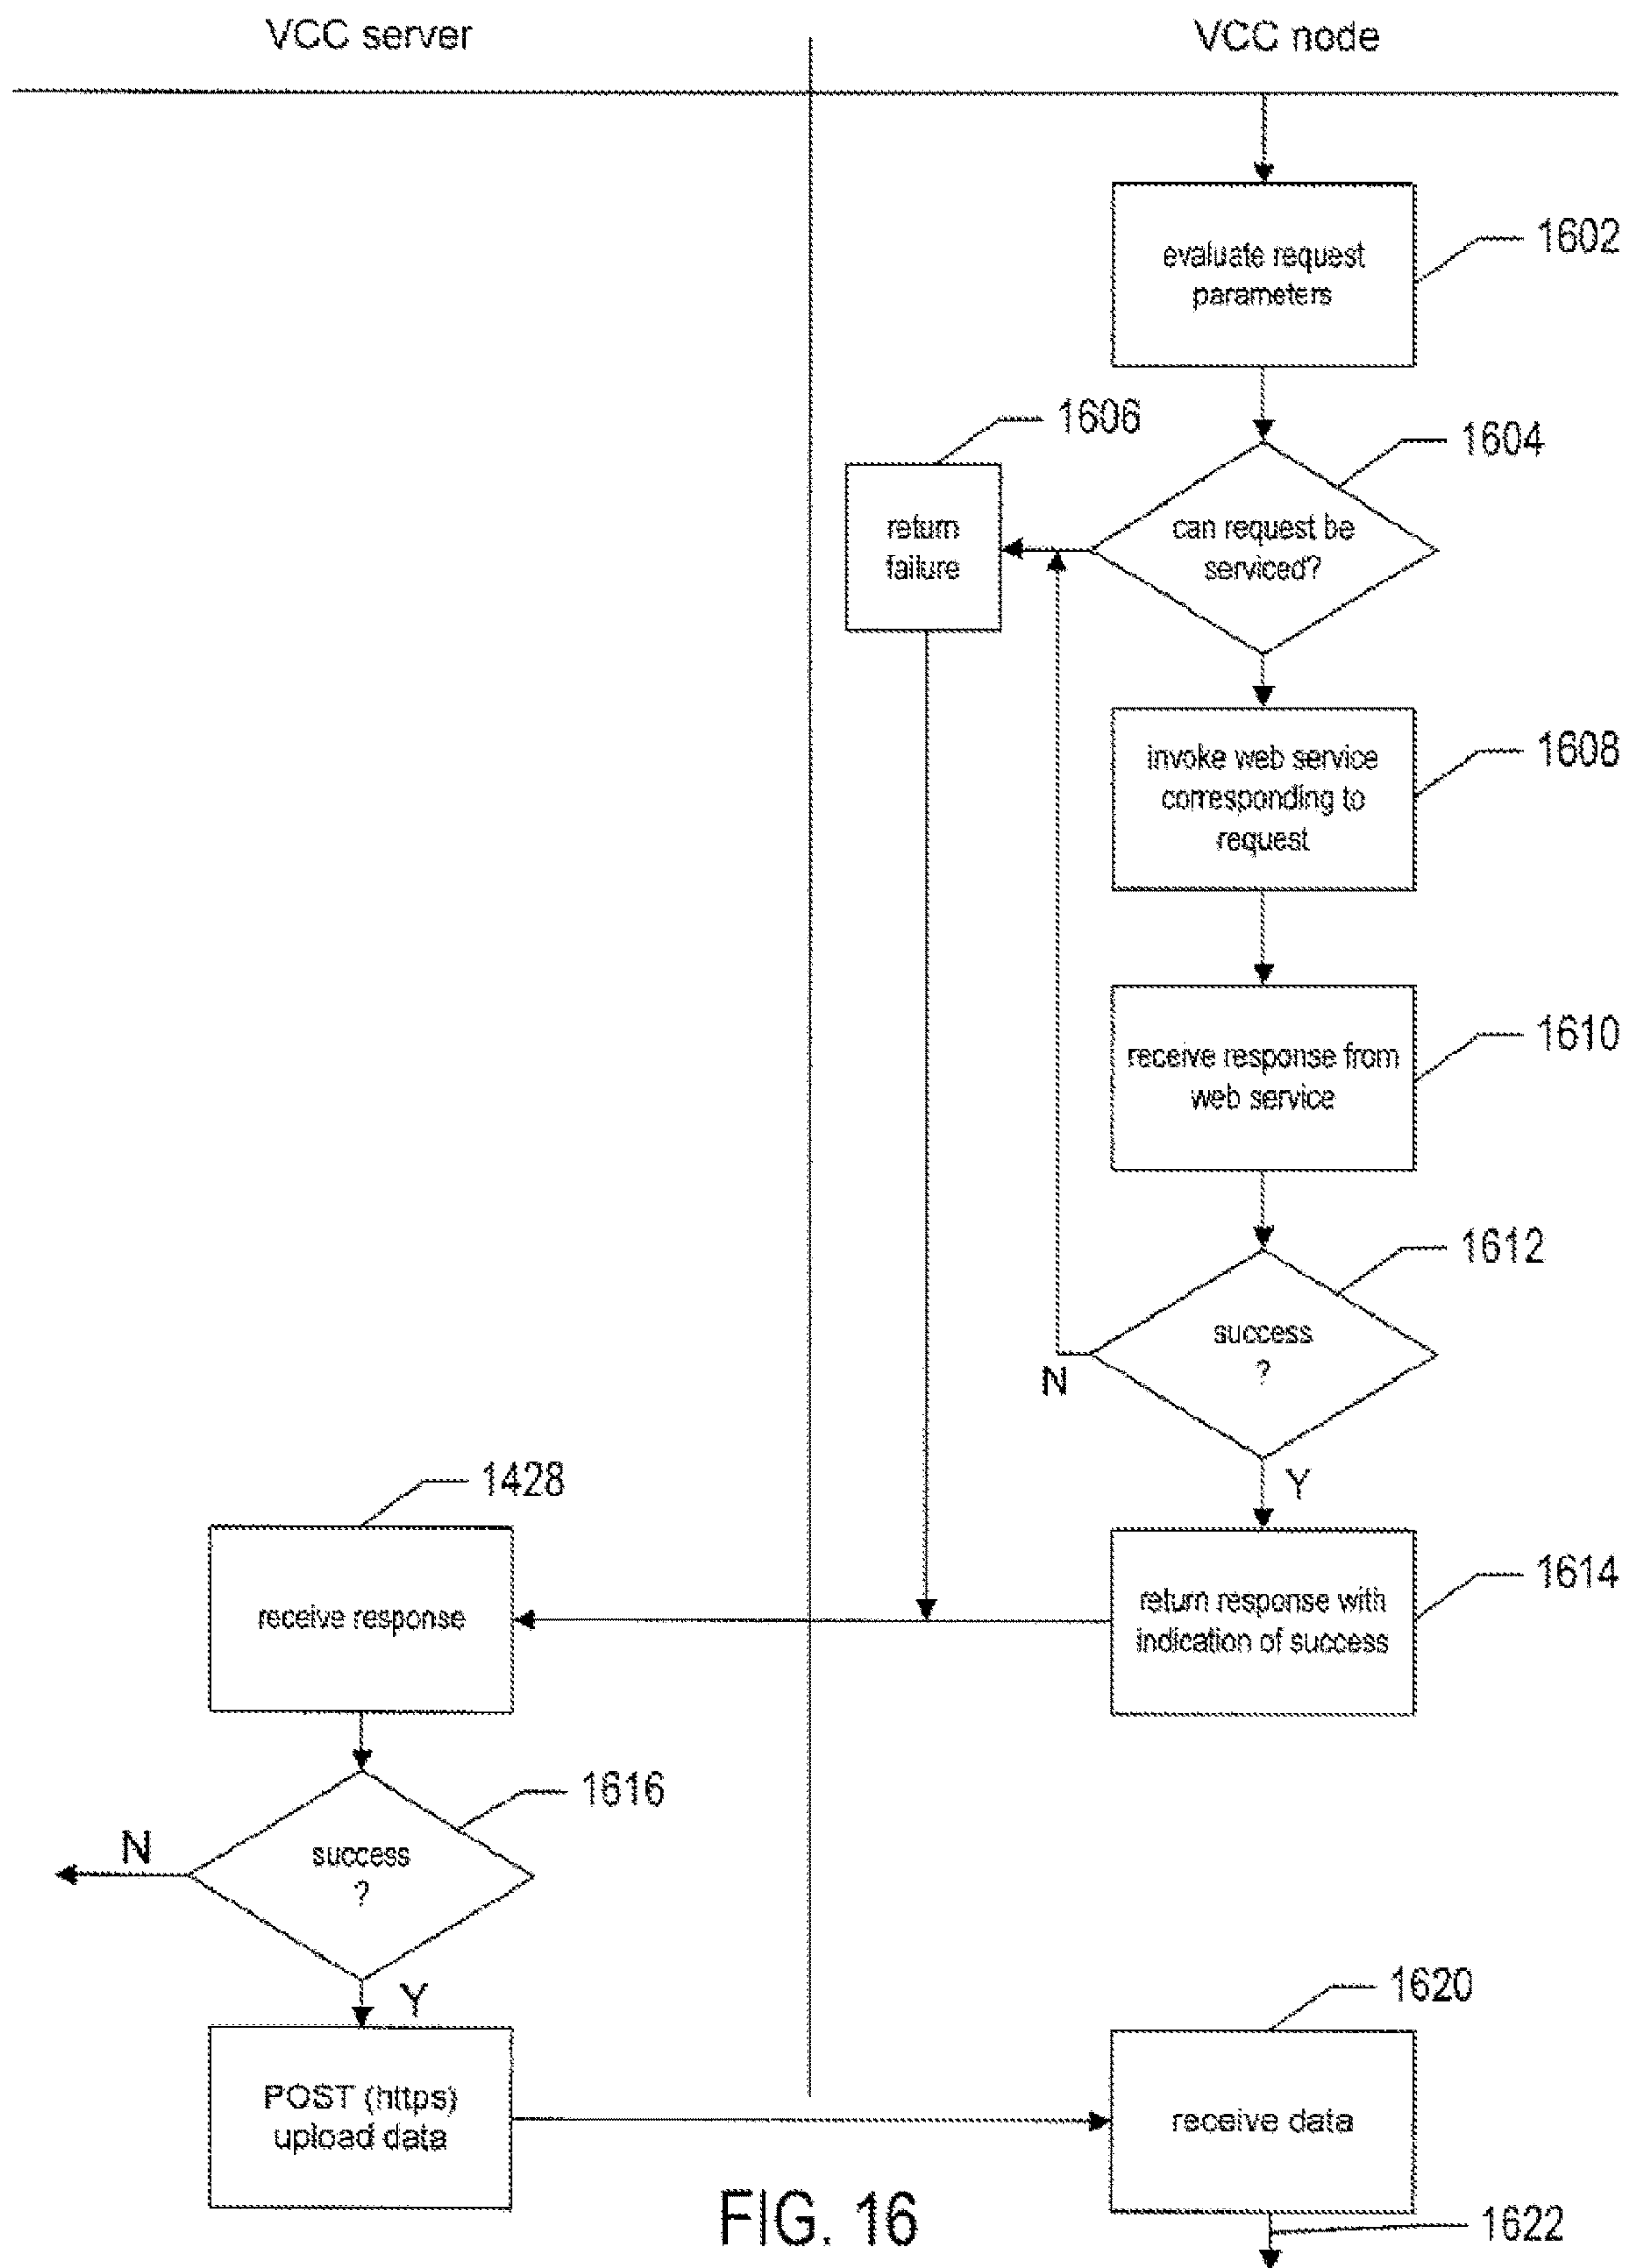 VCC server
VCC node
1602
evaluate request
parameters
1606
1604
return
failure
can request be
serviced?
1608
invoke web service
corresponding to
request
1610
receive response from
web service
1612
success
?
N
Y
1428
1614
receive response
return response with
indication of success
1616
N
success
?
Y
1620
POST (https)
upload data
receive data
FIG. 16
1622